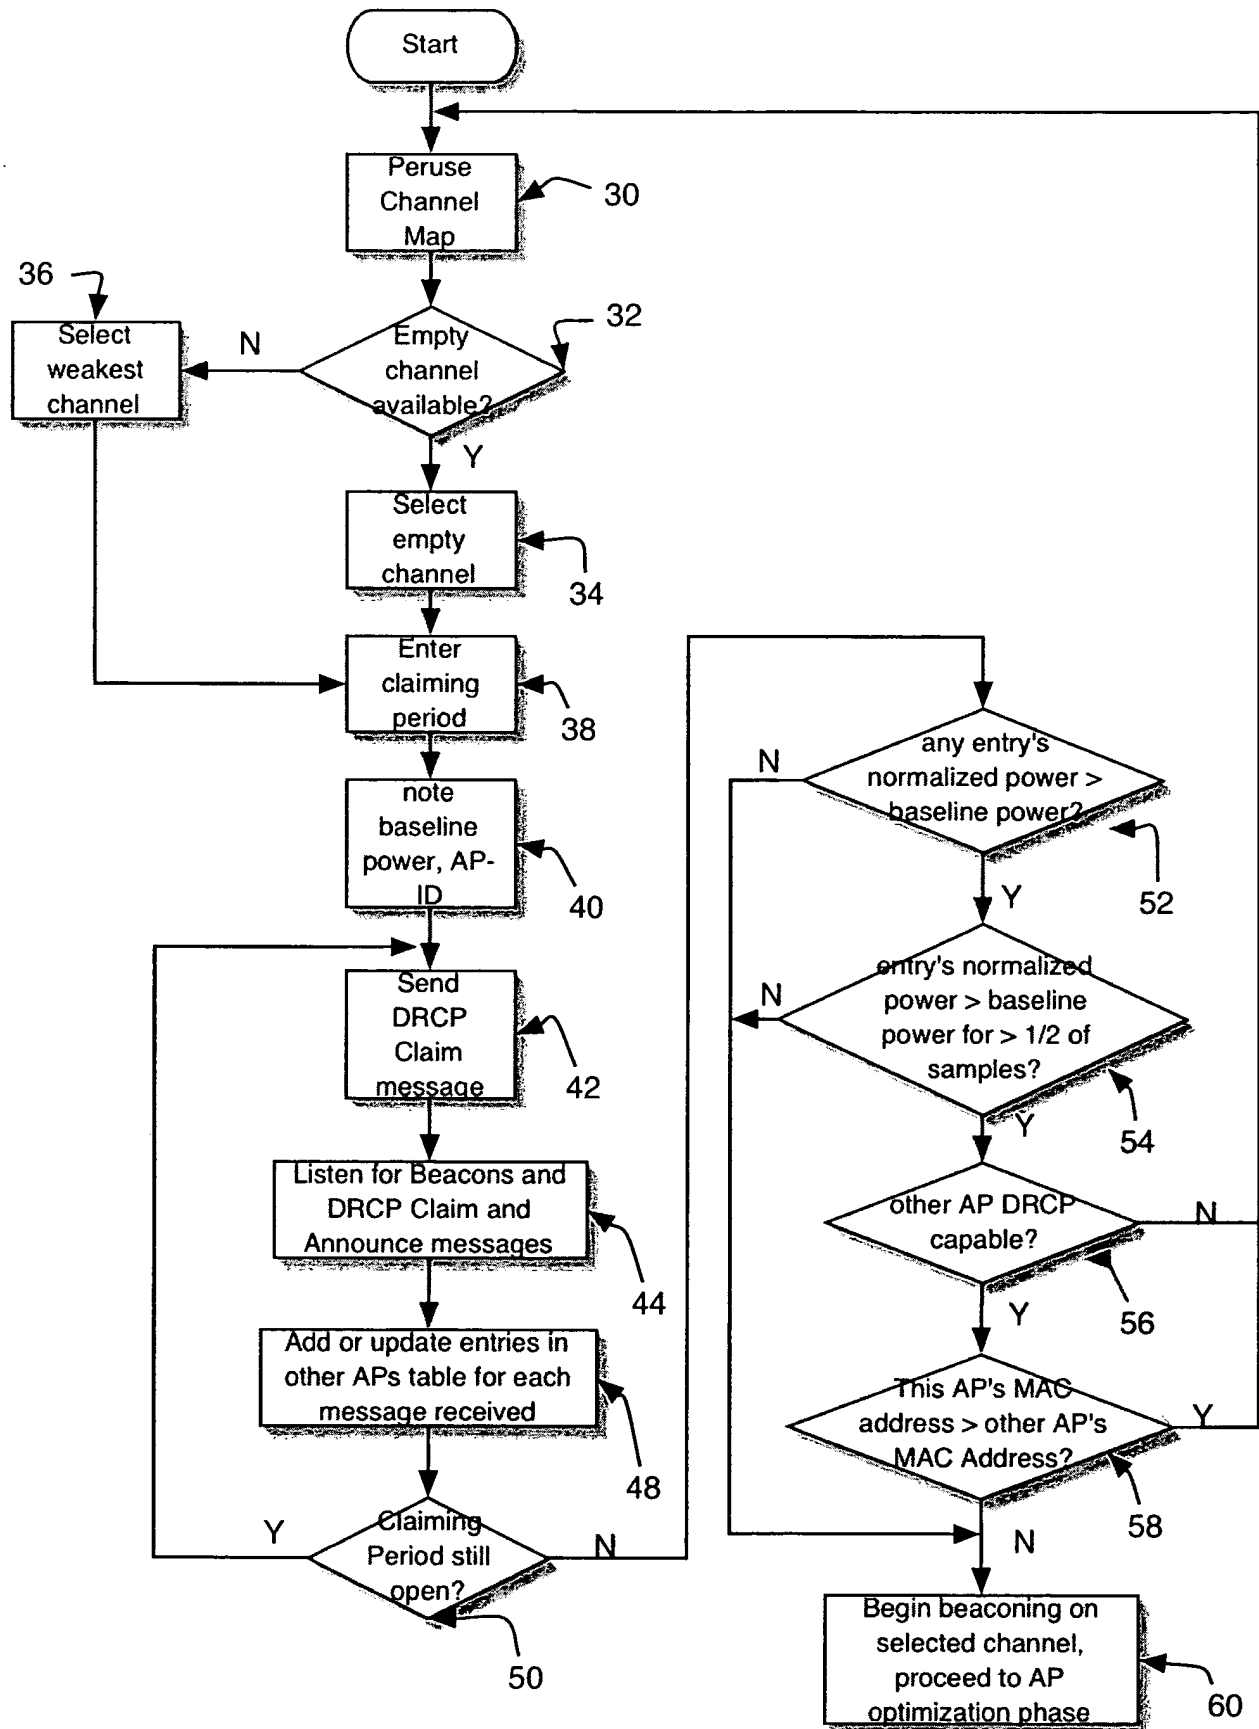 Start
Peruse
Channel
Map
30
36
Select
weakest
channel
N
Empty
channel
available?
32
Y
Select
empty
channel
34
Enter
claiming
period
38
note
baseline
power, AP-
ID
40
Send
DRCP
Claim
message
42
Listen for Beacons and
DRCP Claim and
Announce messages
44
Add or update entries in
other APs table for each
message received
48
Y
Claiming
Period still
open?
N
50
N
any entry's
normalized power >
baseline power?
52
Y
N
entry's normalized
power > baseline
power for > 1/2 of
samples?
54
Y
other AP DRCP
capable?
N
56
Y
This AP's MAC
address > other AP's
MAC Address?
Y
58
N
Begin beaconing on
selected channel,
proceed to AP
optimization phase
60